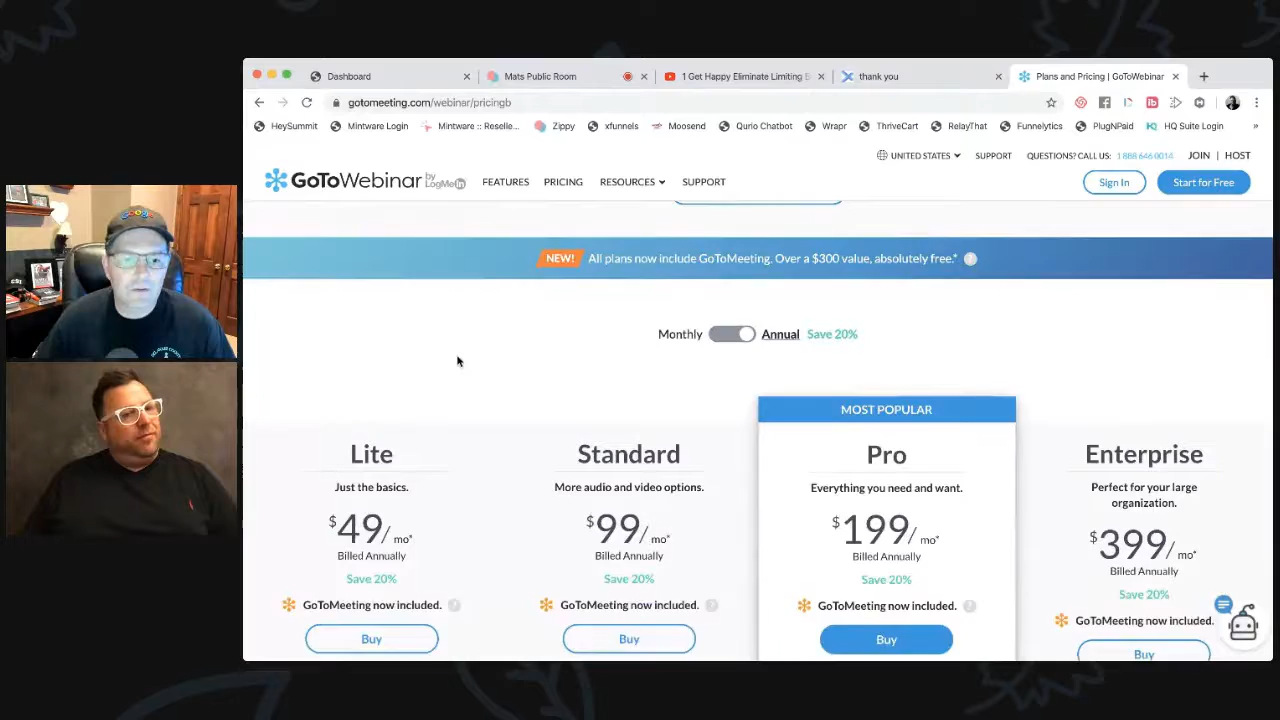 Dashboard
Mats Public Room
1 Get Happy Eliminate Limiting B
thank you
Plans and Pricing | GoToWebinar
gotomeeting.com/webinar/pricingb
HeySummit
Mintware Login
Mintware :: Reselle...
Zippy
xfunnels
Moosend
Qurio Chatbot
Wrapr
ThriveCart
RelayThat
Funnelytics
PlugNPaid
HQ Suite Login
UNITED STATES
SUPPORT
QUESTIONS? CALL US: 1 888 646 0014
JOIN | HOST
GoToWebinar by LogMeIn
FEATURES
PRICING
RESOURCES
SUPPORT
Sign In
Start for Free
NEW! All plans now include GoToMeeting. Over a $300 value, absolutely free.*
Monthly
Annual
Save 20%
MOST POPULAR
Lite
Just the basics.
$49/mo*
Billed Annually
Save 20%
GoToMeeting now included.
Buy
Standard
More audio and video options.
$99/mo*
Billed Annually
Save 20%
GoToMeeting now included.
Buy
Pro
Everything you need and want.
$199/mo*
Billed Annually
Save 20%
GoToMeeting now included.
Buy
Enterprise
Perfect for your large
organization.
$399/mo*
Billed Annually
Save 20%
GoToMeeting now included.
Buy
Google